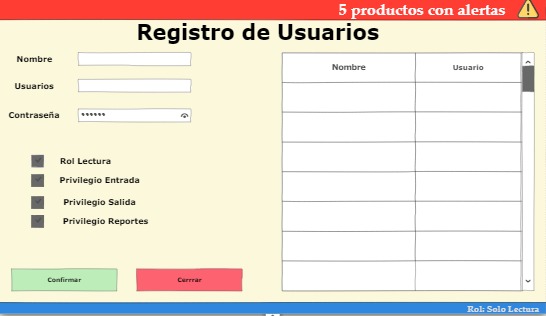 5 productos con alertas
Registro de Usuarios
Nombre
Usuarios
Contraseña
Rol Lectura
Privilegio Entrada
Privilegio Salida
Privilegio Reportes
Confirmar
Cerrrar
Nombre Usuario
Rol: Solo Lectura